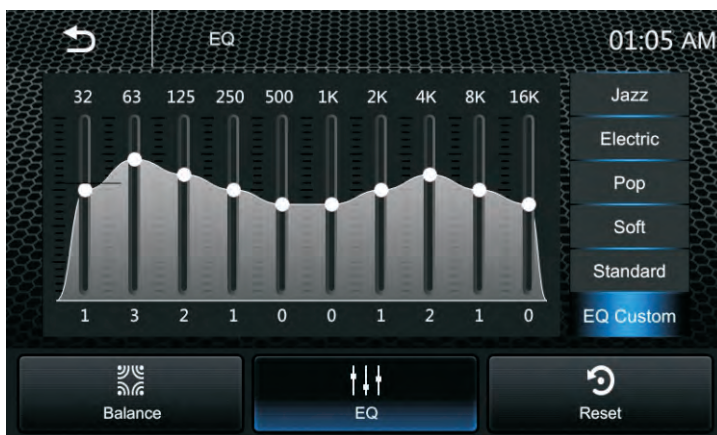 EQ 01:05 AM
32 63 125 250 500 1K 2K 4K 8K 16K
1 3 2 1 0 0 1 2 1 0
Jazz
Electric
Pop
Soft
Standard
EQ Custom
Balance EQ Reset